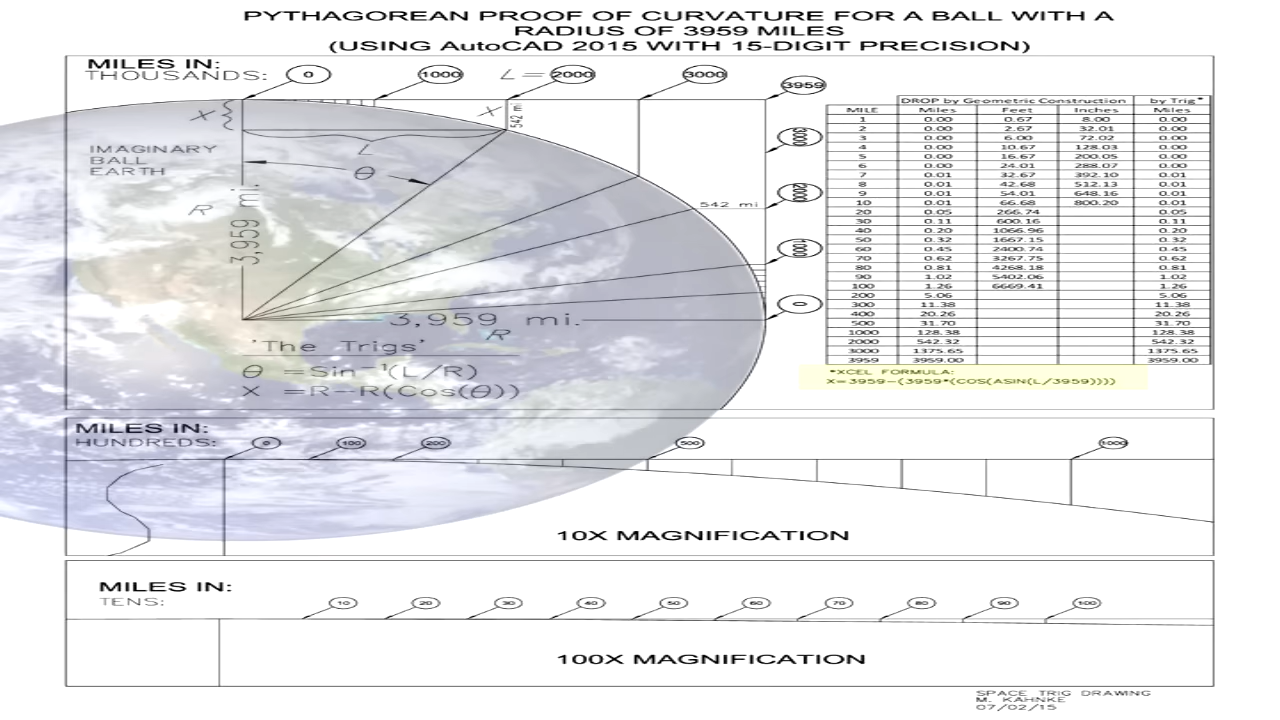 PYTHAGOREAN PROOF OF CURVATURE FOR A BALL WITH A
RADIUS OF 3959 MILES
(USING AutoCAD 2015 WITH 15-DIGIT PRECISION)
MILES IN:
THOUSANDS:
0
1000
L = 2000
3000
3959
X
X
542 mi
L
θ
IMAGINARY
BALL
EARTH
R
3,959 mi.
3000
2000
542 mi
1000
0
3,959 mi.
R
'The Trigs'
θ =Sin⁻¹(L/R)
X =R-R(Cos(θ))
DROP by Geometric Construction by Trig*
MILE Miles Feet Inches Miles
1 0.00 0.67 8.00 0.00
2 0.00 2.67 32.01 0.00
3 0.00 6.00 72.02 0.00
4 0.00 10.67 128.03 0.00
5 0.00 16.67 200.05 0.00
6 0.00 24.01 288.07 0.00
7 0.01 32.67 392.10 0.01
8 0.01 42.68 512.13 0.01
9 0.01 54.01 648.16 0.01
10 0.01 66.68 800.20 0.01
20 0.05 266.74 0.05
30 0.11 600.16 0.11
40 0.20 1066.96 0.20
50 0.32 1667.15 0.32
60 0.45 2400.74 0.45
70 0.62 3267.75 0.62
80 0.81 4268.18 0.81
90 1.02 5402.06 1.02
100 1.26 6669.41 1.26
200 5.06 5.06
300 11.38 11.38
400 20.26 20.26
500 31.70 31.70
1000 128.38 128.38
2000 542.32 542.32
3000 1375.65 1375.65
3959 3959.00 3959.00
*XCEL FORMULA:
X=3959-(3959*(COS(ASIN(L/3959))))
MILES IN:
HUNDREDS:
0
100
200
500
1000
10X MAGNIFICATION
MILES IN:
TENS:
10
20
30
40
50
60
70
80
90
100
100X MAGNIFICATION
SPACE TRIG DRAWING
M. KAHNKE
07/02/15